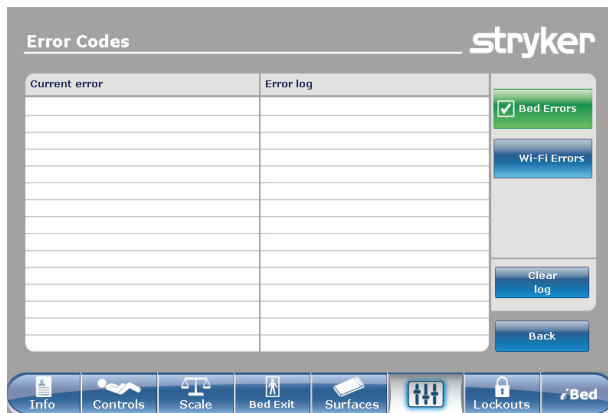 Error Codes
stryker
Current error
Error log
Bed Errors
Wi-Fi Errors
Clear
log
Back
Info
Controls
Scale
Bed Exit
Surfaces
Lockouts
iBed